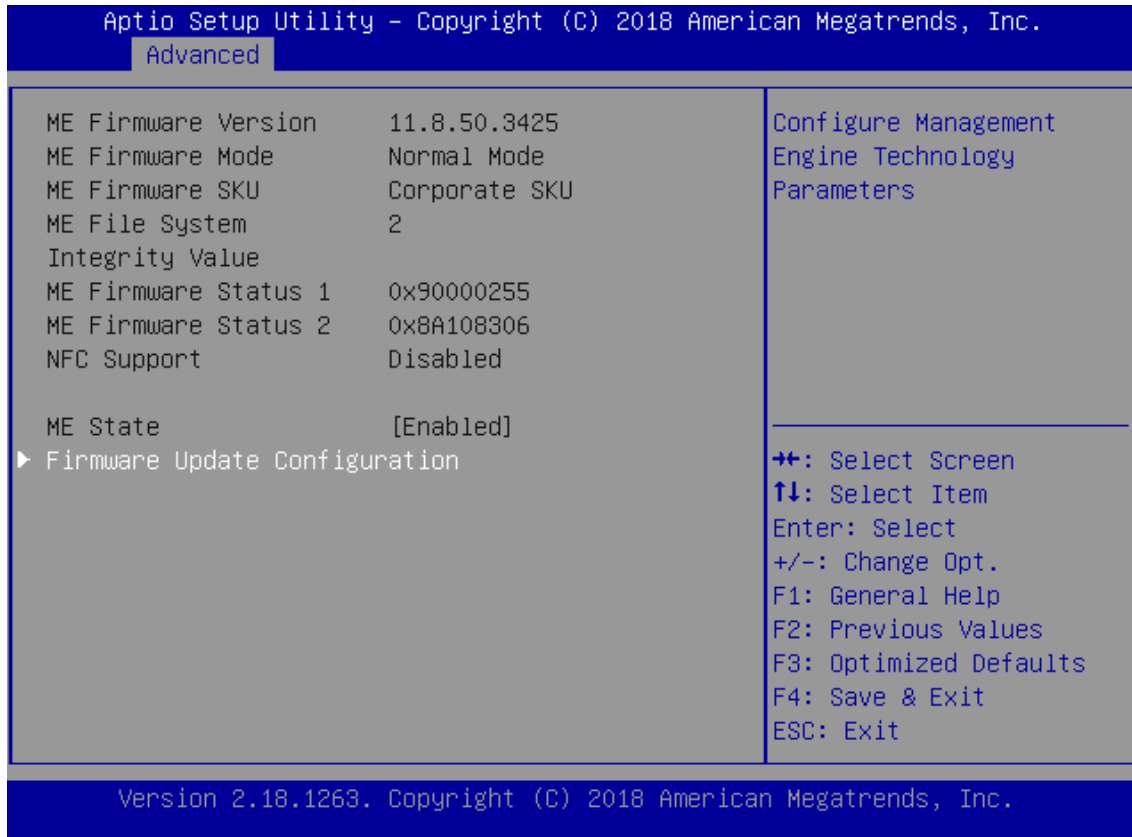 Aptio Setup Utility – Copyright (C) 2018 American Megatrends, Inc.
Advanced
ME Firmware Version 11.8.50.3425
ME Firmware Mode Normal Mode
ME Firmware SKU Corporate SKU
ME File System 2
Integrity Value
ME Firmware Status 1 0x90000255
ME Firmware Status 2 0x8A108306
NFC Support Disabled
ME State [Enabled]
► Firmware Update Configuration
Configure Management
Engine Technology
Parameters
→←: Select Screen
↑↓: Select Item
Enter: Select
+/-: Change Opt.
F1: General Help
F2: Previous Values
F3: Optimized Defaults
F4: Save & Exit
ESC: Exit
Version 2.18.1263. Copyright (C) 2018 American Megatrends, Inc.